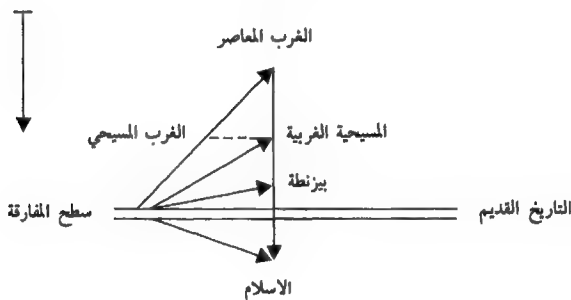 الغرب المعاصر
المسيحية الغربية
الغرب المسيحي
بيزنطة
التاريخ القديم
سطح المفارقة
الاسلام